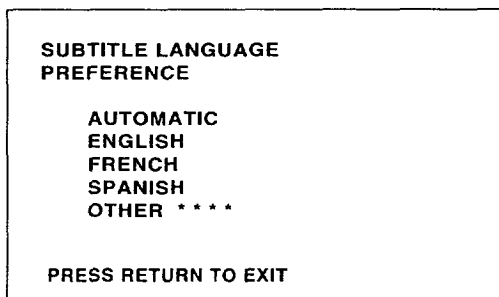 SUBTITLE LANGUAGE
PREFERENCE
AUTOMATIC
ENGLISH
FRENCH
SPANISH
OTHER * * * *
PRESS RETURN TO EXIT